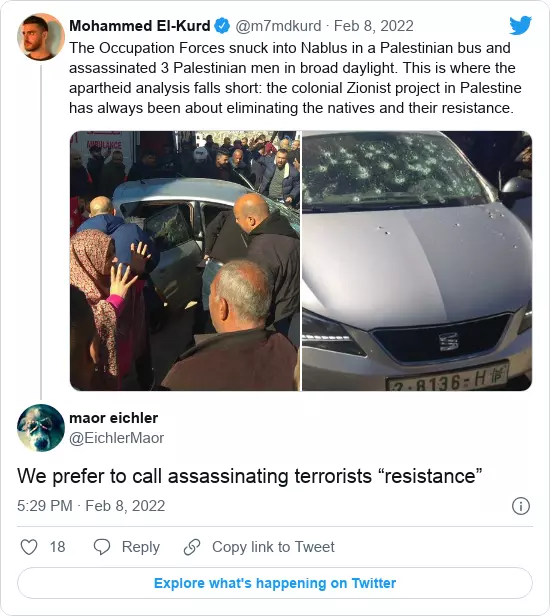 Mohammed El-Kurd @m7mdkurd · Feb 8, 2022
The Occupation Forces snuck into Nablus in a Palestinian bus and
assassinated 3 Palestinian men in broad daylight. This is where the
apartheid analysis falls short: the colonial Zionist project in Palestine
has always been about eliminating the natives and their resistance.
AMBULANCE
maor eichler
@EichlerMaor
We prefer to call assassinating terrorists “resistance”
5:29 PM · Feb 8, 2022
18 Reply Copy link to Tweet
Explore what's happening on Twitter